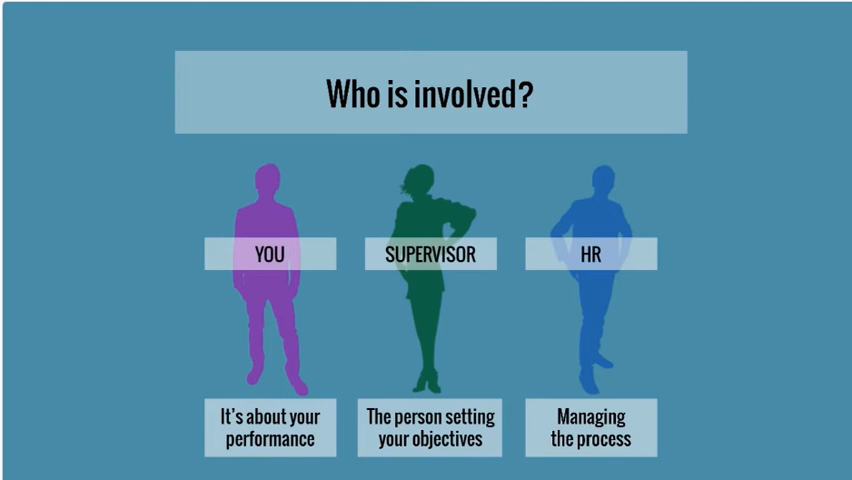 Who is involved?
YOU
SUPERVISOR
HR
It's about your
performance
The person setting
your objectives
Managing
the process